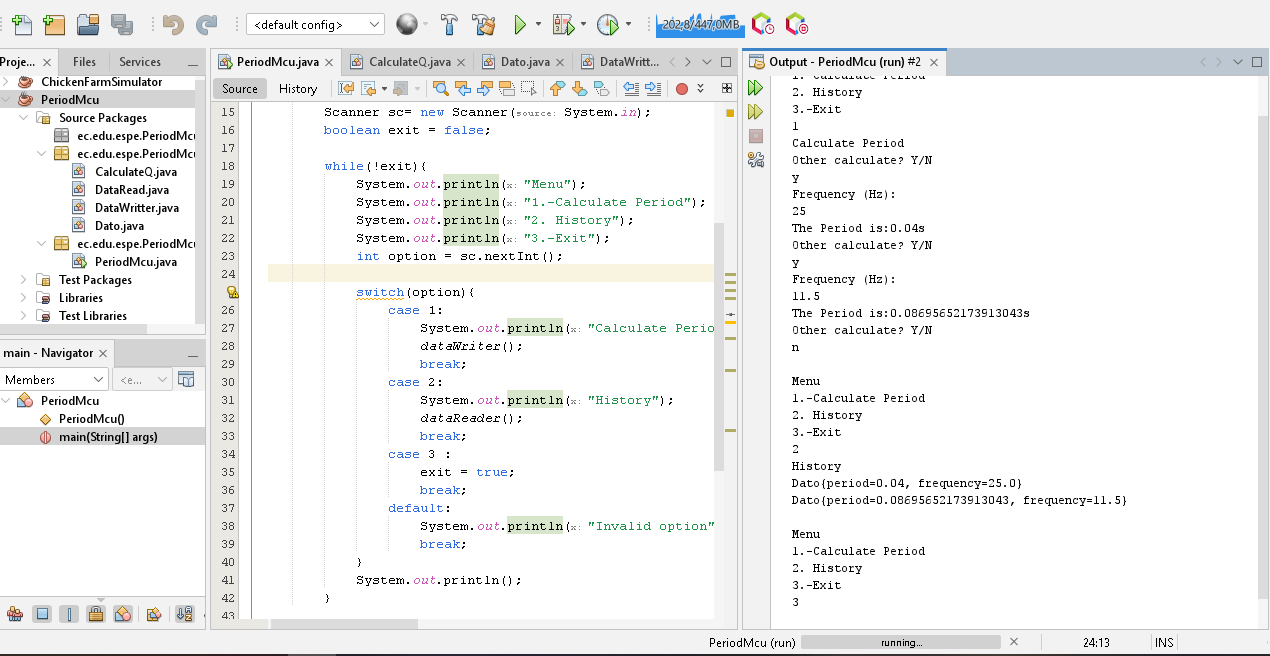 <default config>
202,8/447,0MB
Proje...
Files
Services
ChickenFarmSimulator
PeriodMcu
Source Packages
ec.edu.espe.PeriodMcu
ec.edu.espe.PeriodMcu
CalculateQ.java
DataRead.java
DataWritter.java
Dato.java
ec.edu.espe.PeriodMcu
PeriodMcu.java
Test Packages
Libraries
Test Libraries
main - Navigator
Members
<e...
PeriodMcu
PeriodMcu()
main(String[] args)
PeriodMcu.java
CalculateQ.java
Dato.java
DataWritt...
Source
History
15 Scanner sc= new Scanner(source: System.in);
16 boolean exit = false;
17
18 while(!exit){
19 System.out.println(x: "Menu");
20 System.out.println(x: "1.-Calculate Period");
21 System.out.println(x: "2. History");
22 System.out.println(x: "3.-Exit");
23 int option = sc.nextInt();
24
switch(option){
26 case 1:
27 System.out.println(x: "Calculate Perio
28 dataWriter();
29 break;
30 case 2:
31 System.out.println(x: "History");
32 dataReader();
33 break;
34 case 3 :
35 exit = true;
36 break;
37 default:
38 System.out.println(x: "Invalid option"
39 break;
40 }
41 System.out.println();
42 }
43
Output - PeriodMcu (run) #2
1.-Calculate Period
2. History
3.-Exit
1
Calculate Period
Other calculate? Y/N
y
Frequency (Hz):
25
The Period is:0.04s
Other calculate? Y/N
y
Frequency (Hz):
11.5
The Period is:0.08695652173913043s
Other calculate? Y/N
n
Menu
1.-Calculate Period
2. History
3.-Exit
2
History
Dato{period=0.04, frequency=25.0}
Dato{period=0.08695652173913043, frequency=11.5}
Menu
1.-Calculate Period
2. History
3.-Exit
3
PeriodMcu (run)
running...
24:13
INS